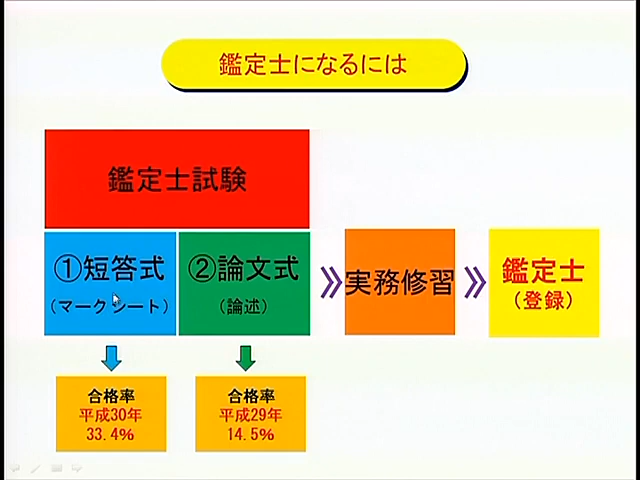 鑑定士になるには
鑑定士試験
①短答式
(マークシート)
②論文式
(論述)
実務修習
鑑定士
(登録)
合格率
平成30年
33.4%
合格率
平成29年
14.5%